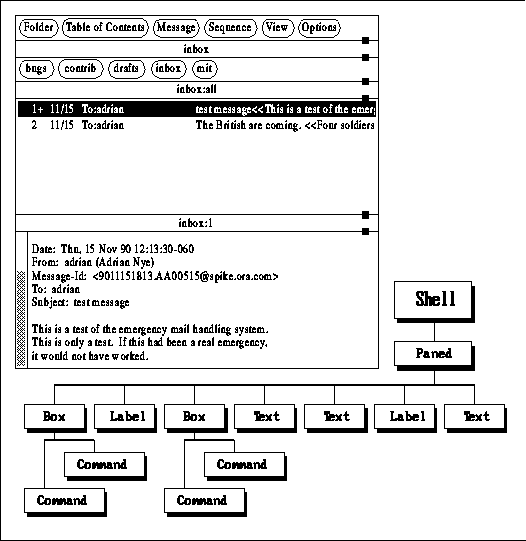 Folder Table of Contents Message Sequence View Options
inbox
bugs contrib drafts inbox mit
inbox:all
1+ 11/15 To:adrian test message<<This is a test of the emer
2 11/15 To:adrian The British are coming. <<Four soldiers
inbox:1
Date: Thu, 15 Nov 90 12:13:30-060
From: adrian (Adrian Nye)
Message-Id: <9011151813.AA00515@spike.ora.com>
To: adrian
Subject: test message
This is a test of the emergency mail handling system.
This is only a test. If this had been a real emergency,
it would not have worked.
Shell
Paned
Box Label Box Text Text Label Text
Command Command
Command Command